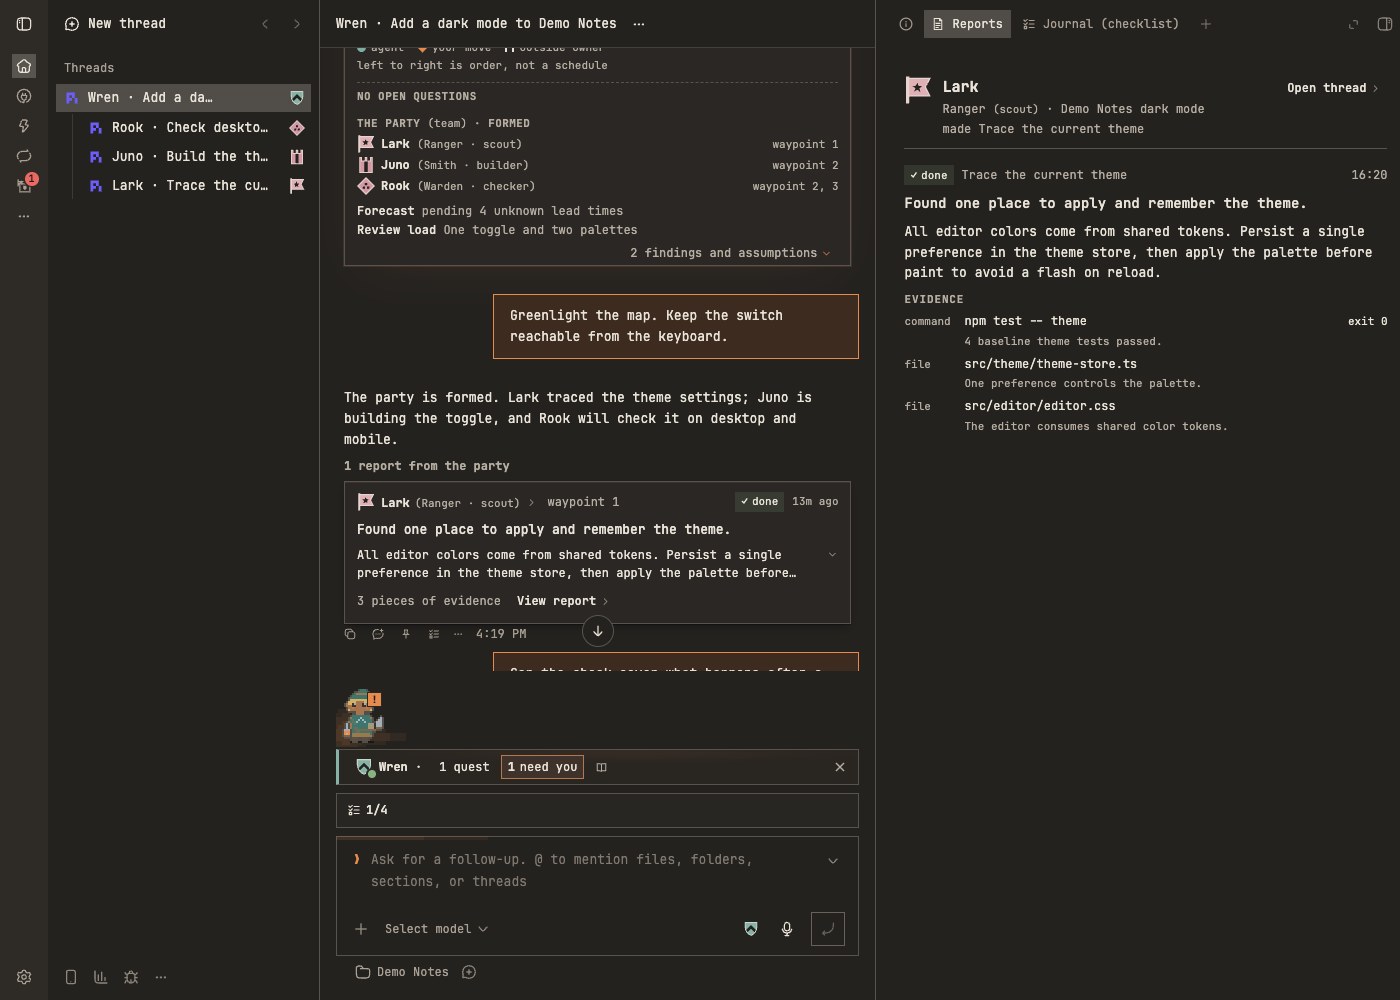 New thread
Threads
Wren · Add a da…
Rook · Check deskto…
Juno · Build the th…
Lark · Trace the cu…
1
Wren · Add a dark mode to Demo Notes
agent your move outside owner
left to right is order, not a schedule
NO OPEN QUESTIONS
THE PARTY (team) · FORMED
Lark (Ranger · scout) waypoint 1
Juno (Smith · builder) waypoint 2
Rook (Warden · checker) waypoint 2, 3
Forecast pending 4 unknown lead times
Review load One toggle and two palettes
2 findings and assumptions
Greenlight the map. Keep the switch
reachable from the keyboard.
The party is formed. Lark traced the theme settings; Juno is
building the toggle, and Rook will check it on desktop and
mobile.
1 report from the party
Lark (Ranger · scout) › waypoint 1 ✓ done 13m ago
Found one place to apply and remember the theme.
All editor colors come from shared tokens. Persist a single
preference in the theme store, then apply the palette before…
3 pieces of evidence View report ›
4:19 PM
!
Wren · 1 quest 1 need you
1/4
Ask for a follow-up. @ to mention files, folders,
sections, or threads
Select model
Demo Notes
Reports
Journal (checklist)
Lark
Open thread ›
Ranger (scout) · Demo Notes dark mode
made Trace the current theme
✓ done Trace the current theme 16:20
Found one place to apply and remember the theme.
All editor colors come from shared tokens. Persist a single
preference in the theme store, then apply the palette before
paint to avoid a flash on reload.
EVIDENCE
command npm test -- theme exit 0
4 baseline theme tests passed.
file src/theme/theme-store.ts
One preference controls the palette.
file src/editor/editor.css
The editor consumes shared color tokens.